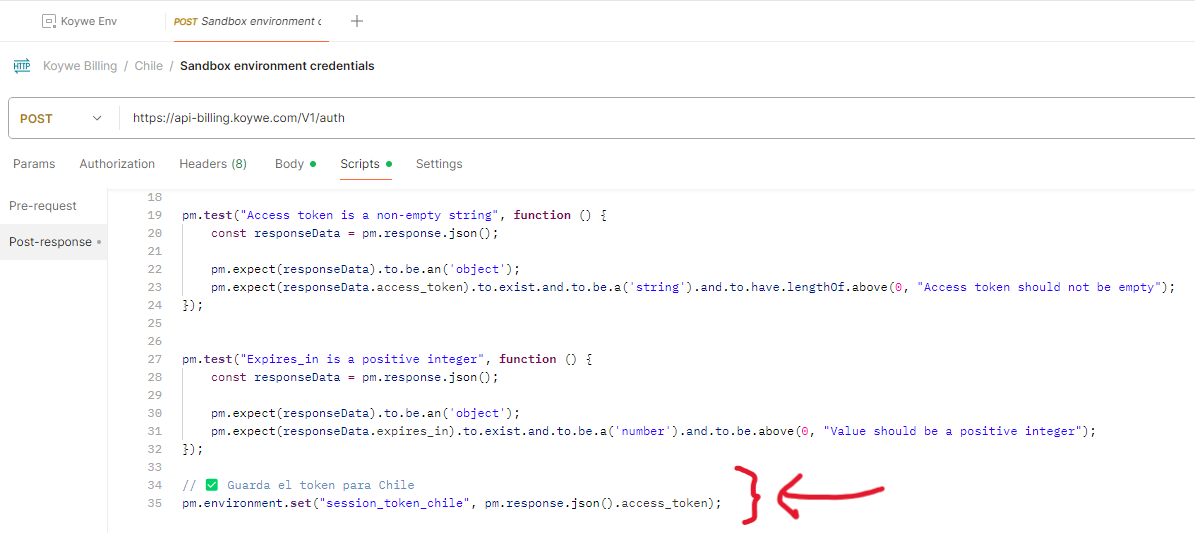 Koywe Env
POST Sandbox environment c
Koywe Billing / Chile / Sandbox environment credentials
POST https://api-billing.koywe.com/V1/auth
Params Authorization Headers (8) Body Scripts Settings
Pre-request
Post-response
18
19 pm.test("Access token is a non-empty string", function () {
20 const responseData = pm.response.json();
21
22 pm.expect(responseData).to.be.an('object');
23 pm.expect(responseData.access_token).to.exist.and.to.be.a('string').and.to.have.lengthOf.above(0, "Access token should not be empty");
24 });
25
26
27 pm.test("Expires_in is a positive integer", function () {
28 const responseData = pm.response.json();
29
30 pm.expect(responseData).to.be.an('object');
31 pm.expect(responseData.expires_in).to.exist.and.to.be.a('number').and.to.be.above(0, "Value should be a positive integer");
32 });
33
34 // ✅ Guarda el token para Chile
35 pm.environment.set("session_token_chile", pm.response.json().access_token);